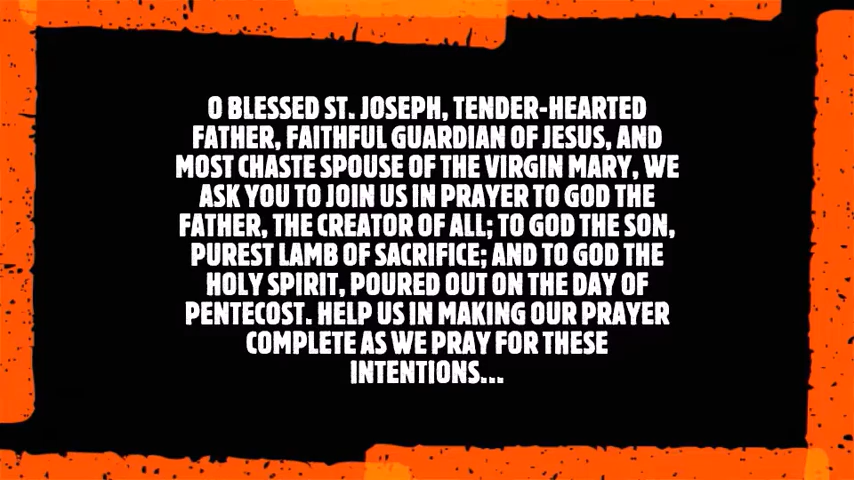 O BLESSED ST. JOSEPH, TENDER-HEARTED
FATHER, FAITHFUL GUARDIAN OF JESUS, AND
MOST CHASTE SPOUSE OF THE VIRGIN MARY, WE
ASK YOU TO JOIN US IN PRAYER TO GOD THE
FATHER, THE CREATOR OF ALL; TO GOD THE SON,
PUREST LAMB OF SACRIFICE; AND TO GOD THE
HOLY SPIRIT, POURED OUT ON THE DAY OF
PENTECOST. HELP US IN MAKING OUR PRAYER
COMPLETE AS WE PRAY FOR THESE
INTENTIONS...